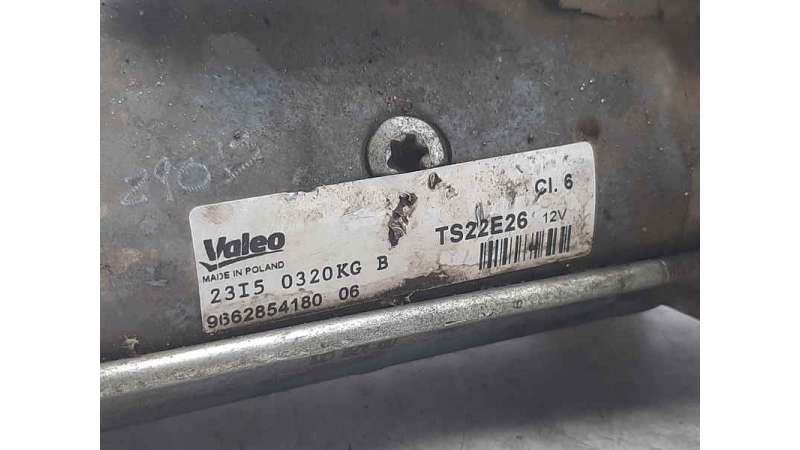 Cl. 6
Valeo
TS22E26 12V
MADE IN POLAND
23I5 0320KG B
9662854180 06